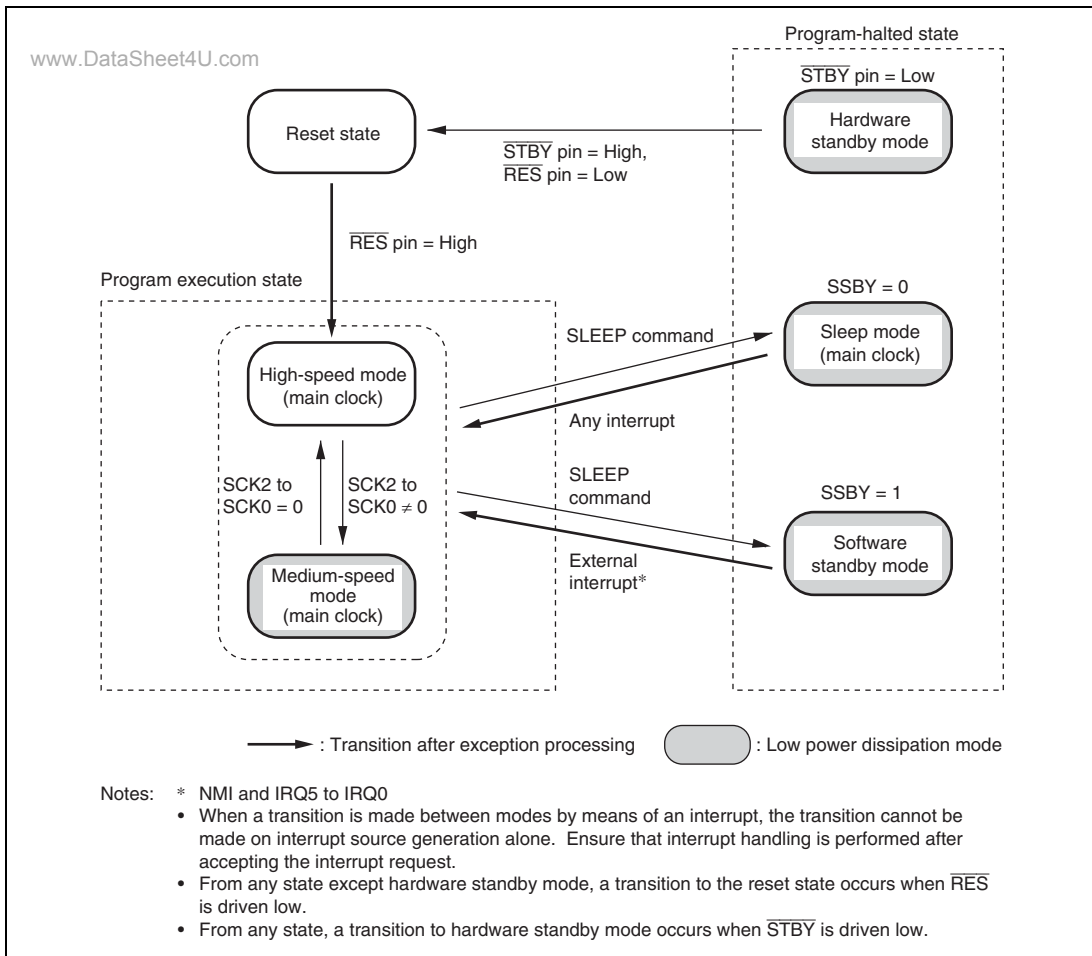 www.DataSheet4U.com
Program-halted state
STBY pin = Low
Reset state
Hardware
standby mode
STBY pin = High,
RES pin = Low
RES pin = High
Program execution state
SSBY = 0
SLEEP command
Sleep mode
(main clock)
High-speed mode
(main clock)
Any interrupt
SCK2 to
SCK0 = 0
SCK2 to
SCK0 ≠ 0
SLEEP
command
SSBY = 1
Software
standby mode
External
interrupt*
Medium-speed
mode
(main clock)
: Transition after exception processing
: Low power dissipation mode
Notes: * NMI and IRQ5 to IRQ0
• When a transition is made between modes by means of an interrupt, the transition cannot be
made on interrupt source generation alone. Ensure that interrupt handling is performed after
accepting the interrupt request.
• From any state except hardware standby mode, a transition to the reset state occurs when RES
is driven low.
• From any state, a transition to hardware standby mode occurs when STBY is driven low.